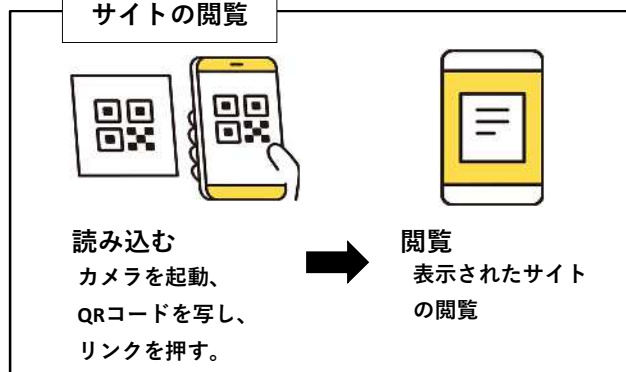 サイトの閲覧
読み込む
カメラを起動、
QRコードを写し、
リンクを押す。
閲覧
表示されたサイト
の閲覧